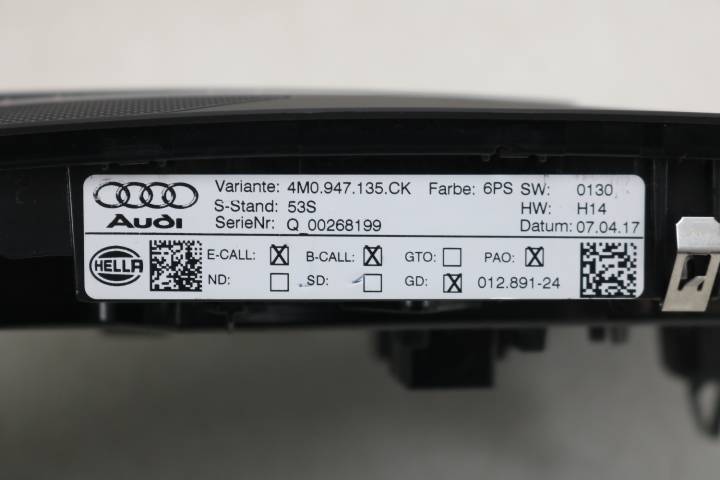 Audi
Variante: 4M0.947.135.CK Farbe: 6PS SW: 0130
S-Stand: 53S HW: H14
SerieNr: Q_00268199 Datum: 07.04.17
HELLA
E-CALL: X B-CALL: X GTO: PAO: X
ND: SD: GD: X 012.891-24